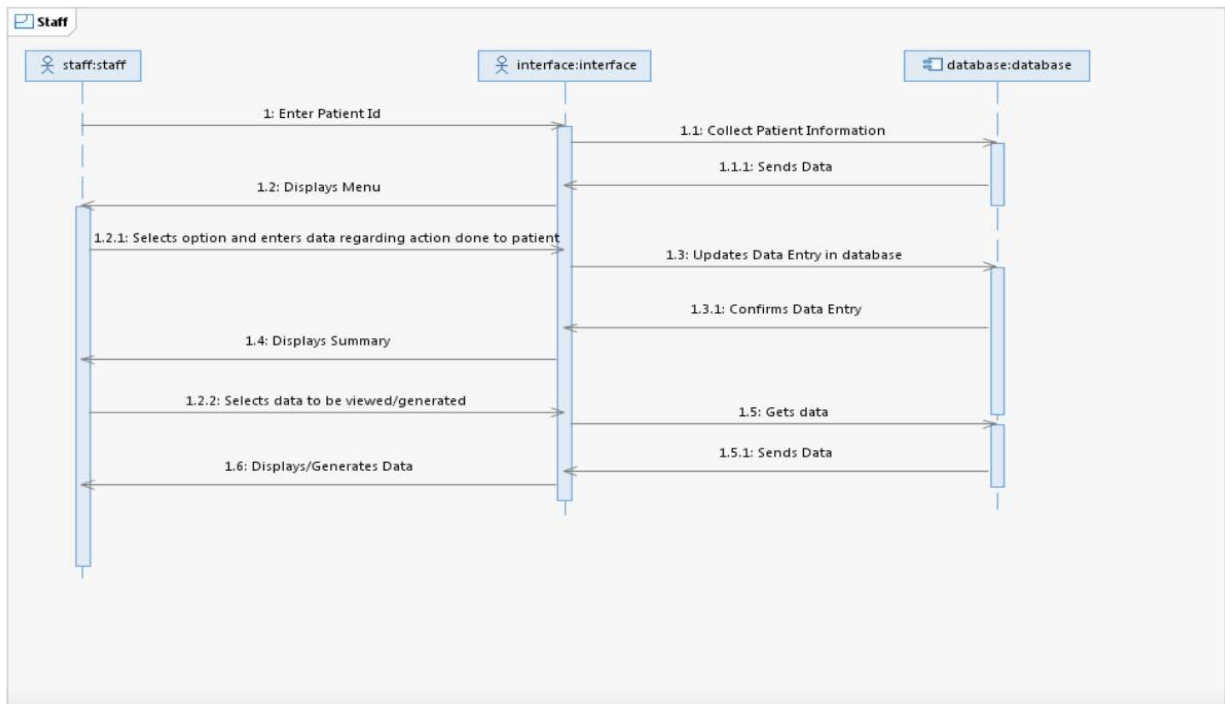 Staff
staff:staff
interface:interface
database:database
1: Enter Patient Id
1.1: Collect Patient Information
1.1.1: Sends Data
1.2: Displays Menu
1.2.1: Selects option and enters data regarding action done to patient
1.3: Updates Data Entry in database
1.3.1: Confirms Data Entry
1.4: Displays Summary
1.2.2: Selects data to be viewed/generated
1.5: Gets data
1.5.1: Sends Data
1.6: Displays/Generates Data